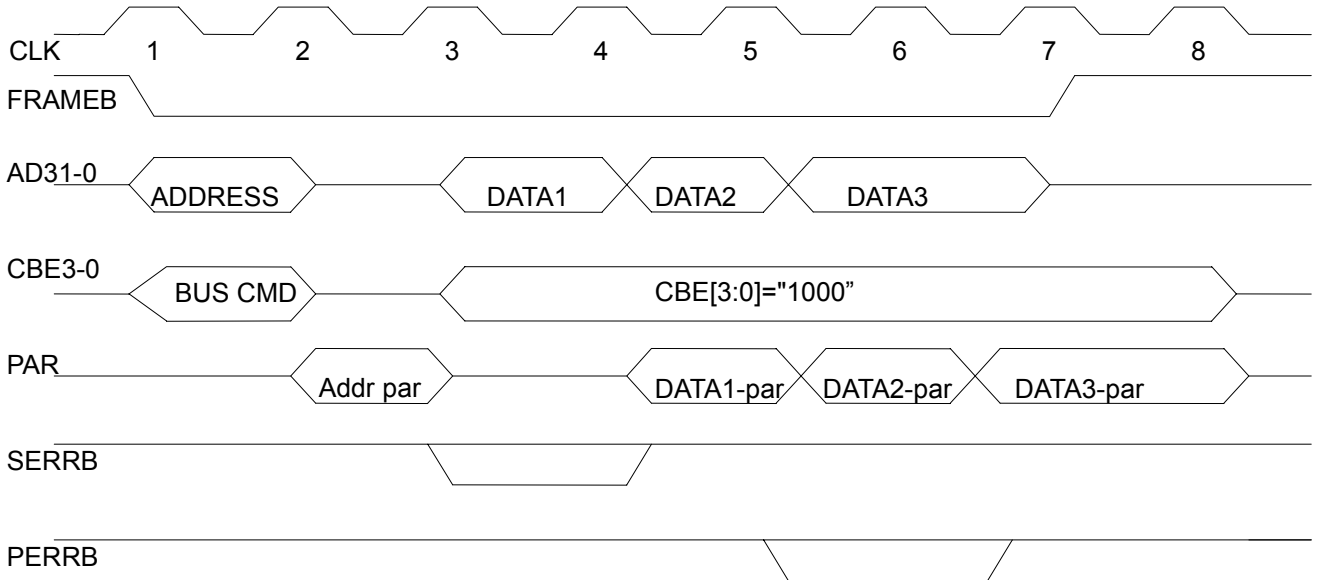 CLK 1 2 3 4 5 6 7 8
FRAMEB
AD31-0 ADDRESS DATA1 DATA2 DATA3
CBE3-0 BUS CMD CBE[3:0]="1000”
PAR Addr par DATA1-par DATA2-par DATA3-par
SERRB
PERRB